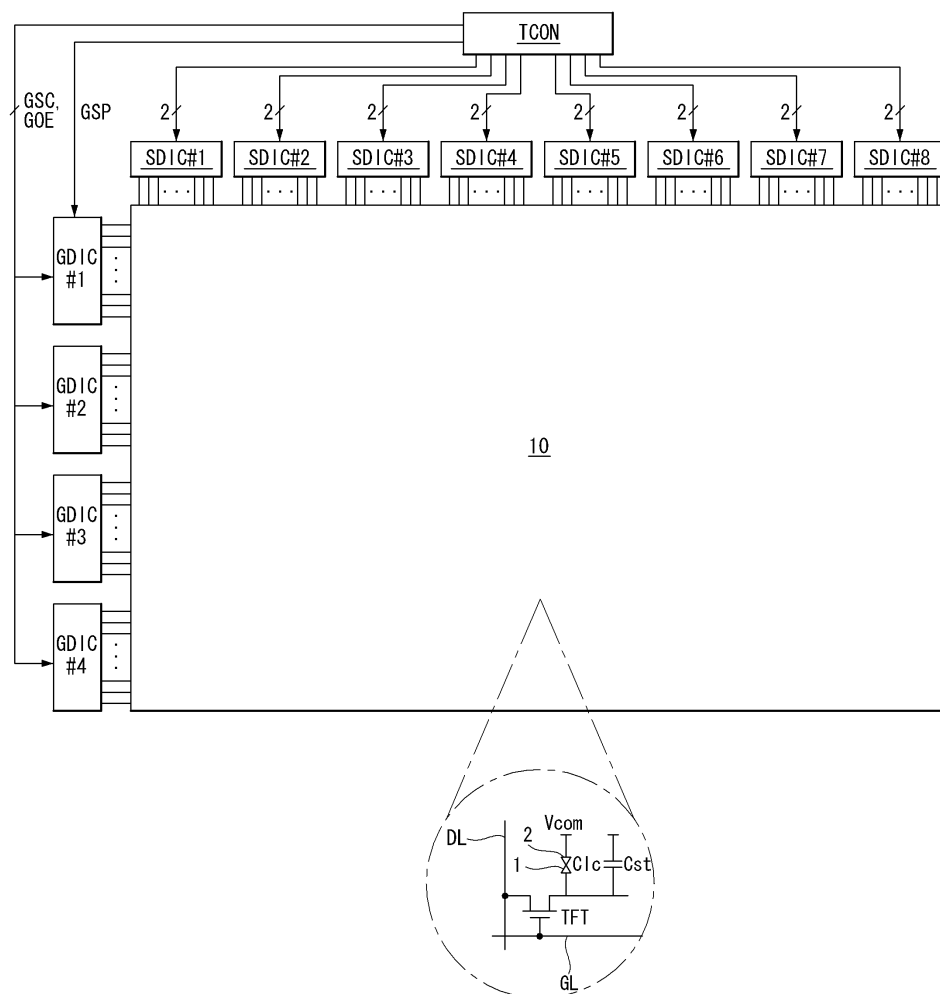 TCON
GSC,
GOE
GSP
2 2 2 2 2 2 2 2
SDIC#1 SDIC#2 SDIC#3 SDIC#4 SDIC#5 SDIC#6 SDIC#7 SDIC#8
GDIC
#1
GDIC
#2
GDIC
#3
GDIC
#4
10
Vcom
DL
2
1
Clc
Cst
TFT
GL